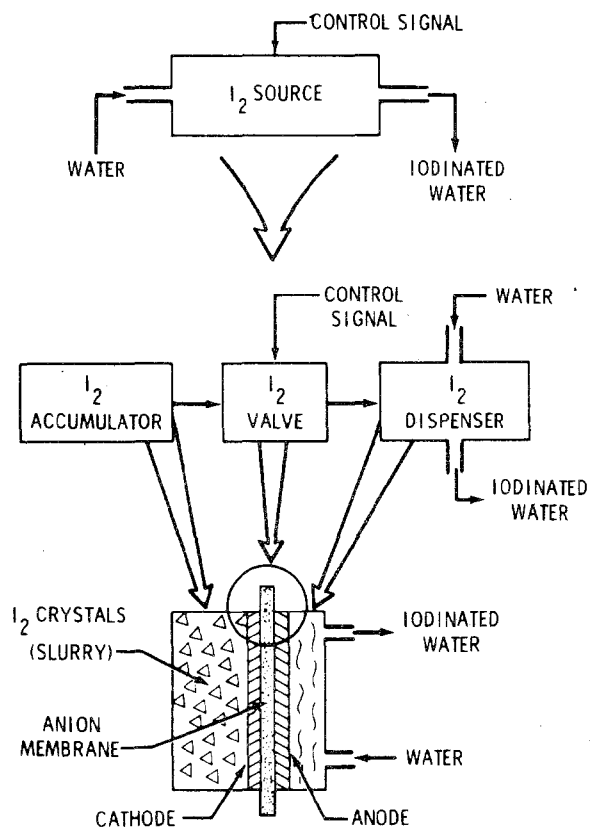 CONTROL SIGNAL
I2 SOURCE
WATER
IODINATED
WATER
CONTROL
SIGNAL
WATER
I2
ACCUMULATOR
I2
VALVE
I2
DISPENSER
IODINATED
WATER
I2 CRYSTALS
(SLURRY)
IODINATED
WATER
ANION
MEMBRANE
WATER
CATHODE
ANODE